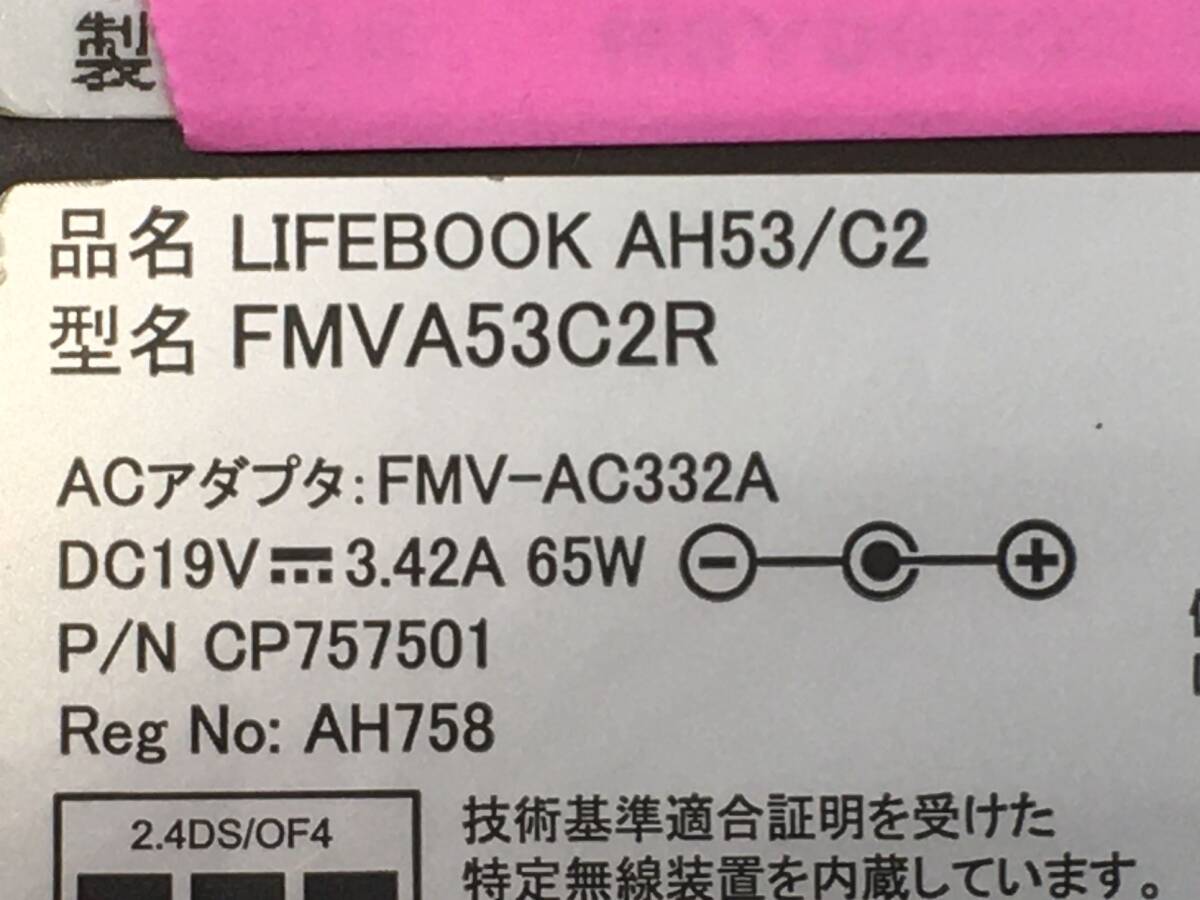 製
品名 LIFEBOOK AH53/C2
型名 FMVA53C2R
ACアダプタ：FMV-AC332A
DC19V⎓3.42A 65W
P/N CP757501
Reg No: AH758
2.4DS/OF4
技術基準適合証明を受けた
特定無線装置を内蔵しています。